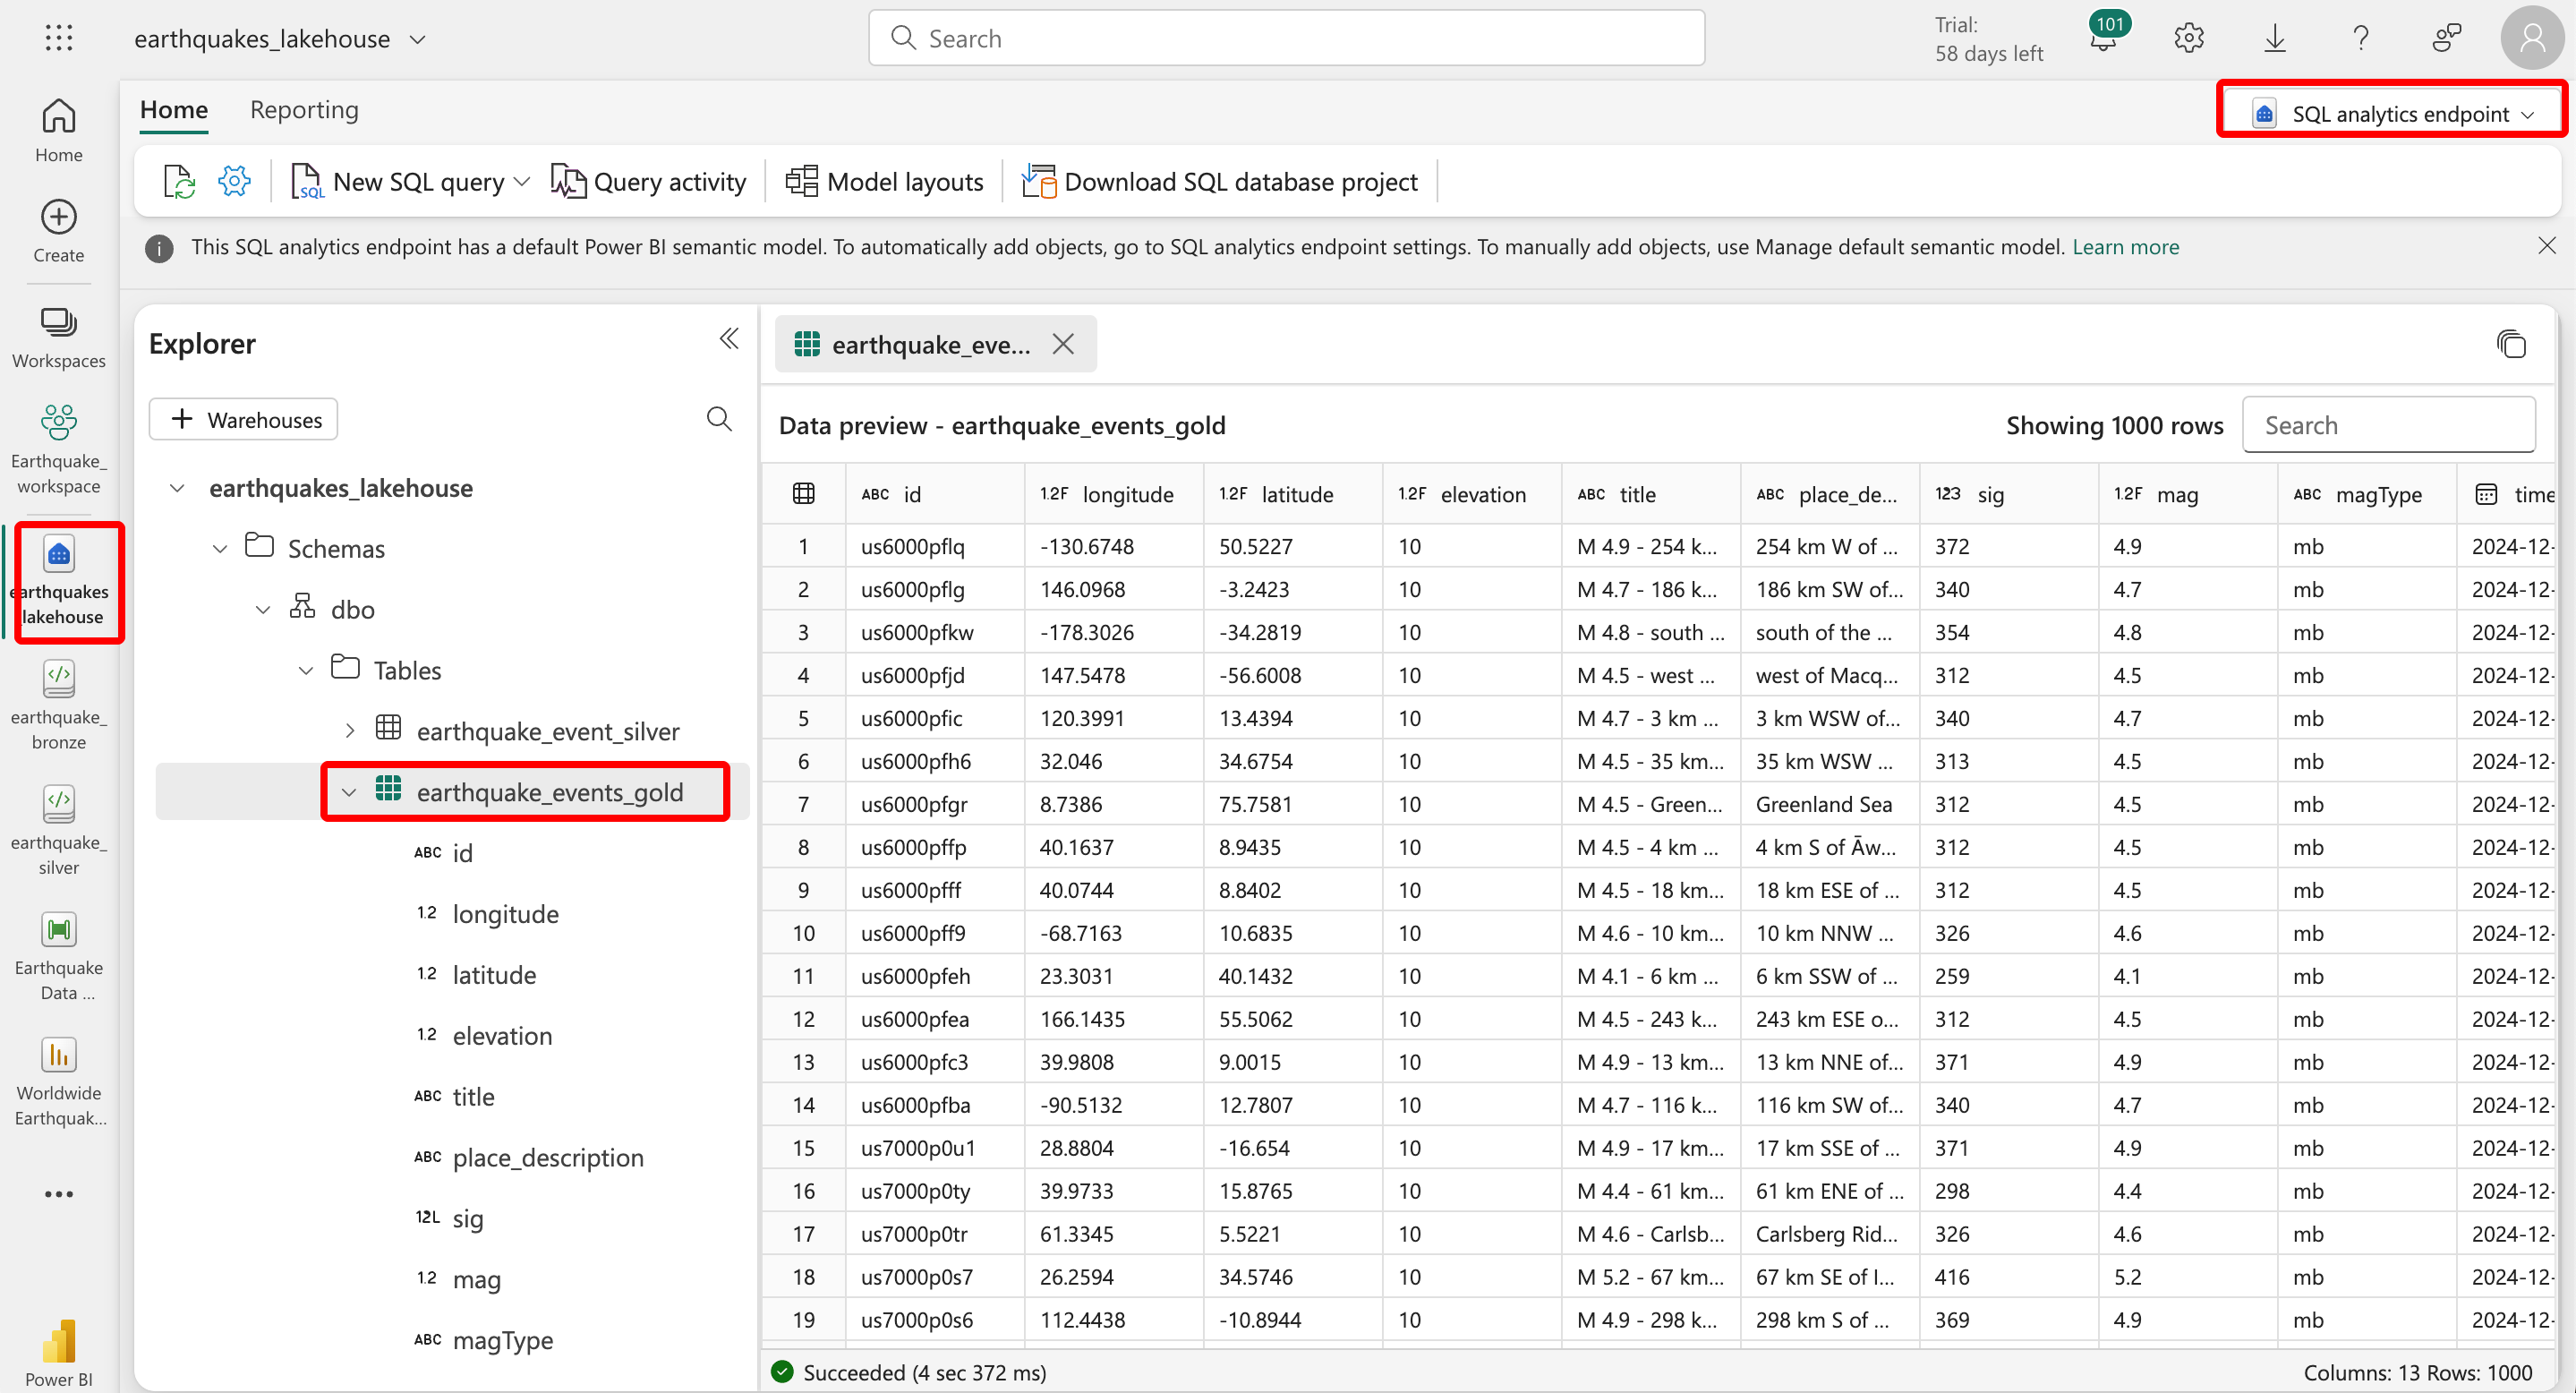 earthquakes_lakehouse
Search
Trial:
58 days left
101
Home
Reporting
SQL analytics endpoint
SQL
New SQL query
Query activity
Model layouts
Download SQL database project
This SQL analytics endpoint has a default Power BI semantic model. To automatically add objects, go to SQL analytics endpoint settings. To manually add objects, use Manage default semantic model. Learn more
Home
Create
Workspaces
Earthquake_
workspace
earthquakes
lakehouse
earthquake_
bronze
earthquake_
silver
Earthquake
Data ...
Worldwide
Earthquak...
Power BI
Explorer
Warehouses
earthquakes_lakehouse
Schemas
dbo
Tables
earthquake_event_silver
earthquake_events_gold
ABC id
1.2 longitude
1.2 latitude
1.2 elevation
ABC title
ABC place_description
12L sig
1.2 mag
ABC magType
earthquake_eve...
Data preview - earthquake_events_gold
Showing 1000 rows
Search
ABC id 1.2F longitude 1.2F latitude 1.2F elevation ABC title ABC place_de... 123 sig 1.2F mag ABC magType time
1 us6000pflq -130.6748 50.5227 10 M 4.9 - 254 k... 254 km W of ... 372 4.9 mb 2024-12-
2 us6000pflg 146.0968 -3.2423 10 M 4.7 - 186 k... 186 km SW of... 340 4.7 mb 2024-12-
3 us6000pfkw -178.3026 -34.2819 10 M 4.8 - south ... south of the ... 354 4.8 mb 2024-12-
4 us6000pfjd 147.5478 -56.6008 10 M 4.5 - west ... west of Macq... 312 4.5 mb 2024-12-
5 us6000pfic 120.3991 13.4394 10 M 4.7 - 3 km ... 3 km WSW of... 340 4.7 mb 2024-12-
6 us6000pfh6 32.046 34.6754 10 M 4.5 - 35 km... 35 km WSW ... 313 4.5 mb 2024-12-
7 us6000pfgr 8.7386 75.7581 10 M 4.5 - Green... Greenland Sea 312 4.5 mb 2024-12-
8 us6000pffp 40.1637 8.9435 10 M 4.5 - 4 km ... 4 km S of Āw... 312 4.5 mb 2024-12-
9 us6000pfff 40.0744 8.8402 10 M 4.5 - 18 km... 18 km ESE of ... 312 4.5 mb 2024-12-
10 us6000pff9 -68.7163 10.6835 10 M 4.6 - 10 km... 10 km NNW ... 326 4.6 mb 2024-12-
11 us6000pfeh 23.3031 40.1432 10 M 4.1 - 6 km ... 6 km SSW of ... 259 4.1 mb 2024-12-
12 us6000pfea 166.1435 55.5062 10 M 4.5 - 243 k... 243 km ESE o... 312 4.5 mb 2024-12-
13 us6000pfc3 39.9808 9.0015 10 M 4.9 - 13 km... 13 km NNE of... 371 4.9 mb 2024-12-
14 us6000pfba -90.5132 12.7807 10 M 4.7 - 116 k... 116 km SW of... 340 4.7 mb 2024-12-
15 us7000p0u1 28.8804 -16.654 10 M 4.9 - 17 km... 17 km SSE of ... 371 4.9 mb 2024-12-
16 us7000p0ty 39.9733 15.8765 10 M 4.4 - 61 km... 61 km ENE of ... 298 4.4 mb 2024-12-
17 us7000p0tr 61.3345 5.5221 10 M 4.6 - Carlsb... Carlsberg Rid... 326 4.6 mb 2024-12-
18 us7000p0s7 26.2594 34.5746 10 M 5.2 - 67 km... 67 km SE of I... 416 5.2 mb 2024-12-
19 us7000p0s6 112.4438 -10.8944 10 M 4.9 - 298 k... 298 km S of ... 369 4.9 mb 2024-12-
Succeeded (4 sec 372 ms)
Columns: 13 Rows: 1000